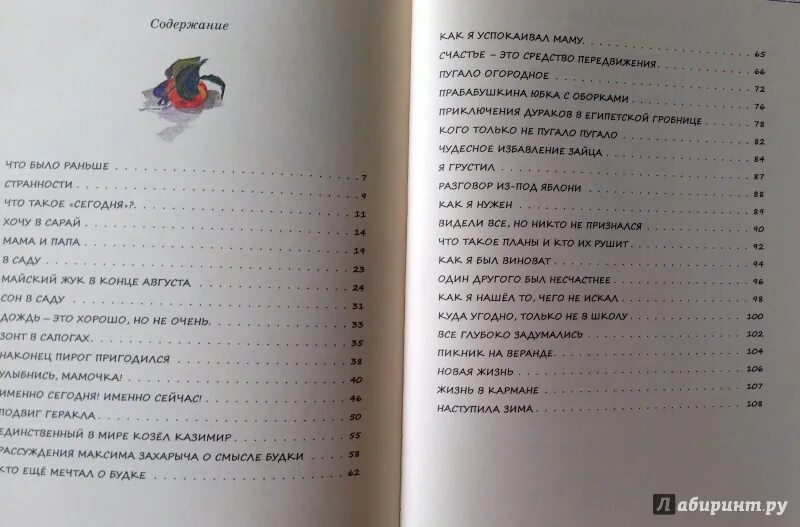 Содержание
ЧТО БЫЛО РАНЬШЕ 7
СТРАННОСТИ 9
ЧТО ТАКОЕ «СЕГОДНЯ»?. 11
ХОЧУ В САРАЙ 14
МАМА И ПАПА 19
В САДУ 23
МАЙСКИЙ ЖУК В КОНЦЕ АВГУСТА 24
СОН В САДУ 31
ДОЖДЬ – ЭТО ХОРОШО, НО НЕ ОЧЕНЬ. 33
ЗОНТ В САПОГАХ. 35
НАКОНЕЦ ПИРОГ ПРИГОДИЛСЯ 38
УЛЫБНИСЬ, МАМОЧКА! 40
ИМЕННО СЕГОДНЯ! ИМЕННО СЕЙЧАС! 46
ПОДВИГ ГЕРАКЛА 50
ЕДИНСТВЕННЫЙ В МИРЕ КОЗЁЛ КАЗИМИР 55
РАССУЖДЕНИЯ МАКСИМА ЗАХАРЫЧА О СМЫСЛЕ БУДКИ 58
КТО ЕЩЁ МЕЧТАЛ О БУДКЕ 62
КАК Я УСПОКАИВАЛ МАМУ. 65
СЧАСТЬЕ – ЭТО СРЕДСТВО ПЕРЕДВИЖЕНИЯ. 66
ПУГАЛО ОГОРОДНОЕ 72
ПРАБАБУШКИНА ЮБКА С ОБОРКАМИ 76
ПРИКЛЮЧЕНИЯ ДУРАКОВ В ЕГИПЕТСКОЙ ГРОБНИЦЕ 78
КОГО ТОЛЬКО НЕ ПУГАЛО ПУГАЛО 82
ЧУДЕСНОЕ ИЗБАВЛЕНИЕ ЗАЙЦА 84
Я ГРУСТИЛ 87
РАЗГОВОР ИЗ-ПОД ЯБЛОНИ 88
КАК Я НУЖЕН 89
ВИДЕЛИ ВСЕ, НО НИКТО НЕ ПРИЗНАЛСЯ 90
ЧТО ТАКОЕ ПЛАНЫ И КТО ИХ РУШИТ 92
КАК Я БЫЛ ВИНОВАТ 94
ОДИН ДРУГОГО БЫЛ НЕСЧАСТНЕЕ 96
КАК Я НАШЁЛ ТО, ЧЕГО НЕ ИСКАЛ 98
КУДА УГОДНО, ТОЛЬКО НЕ В ШКОЛУ 100
ВСЕ ГЛУБОКО ЗАДУМАЛИСЬ 102
ПИКНИК НА ВЕРАНДЕ. 104
НОВАЯ ЖИЗНЬ 106
ЖИЗНЬ В КАРМАНЕ 107
НАСТУПИЛА ЗИМА 108
Лабиринт.ру